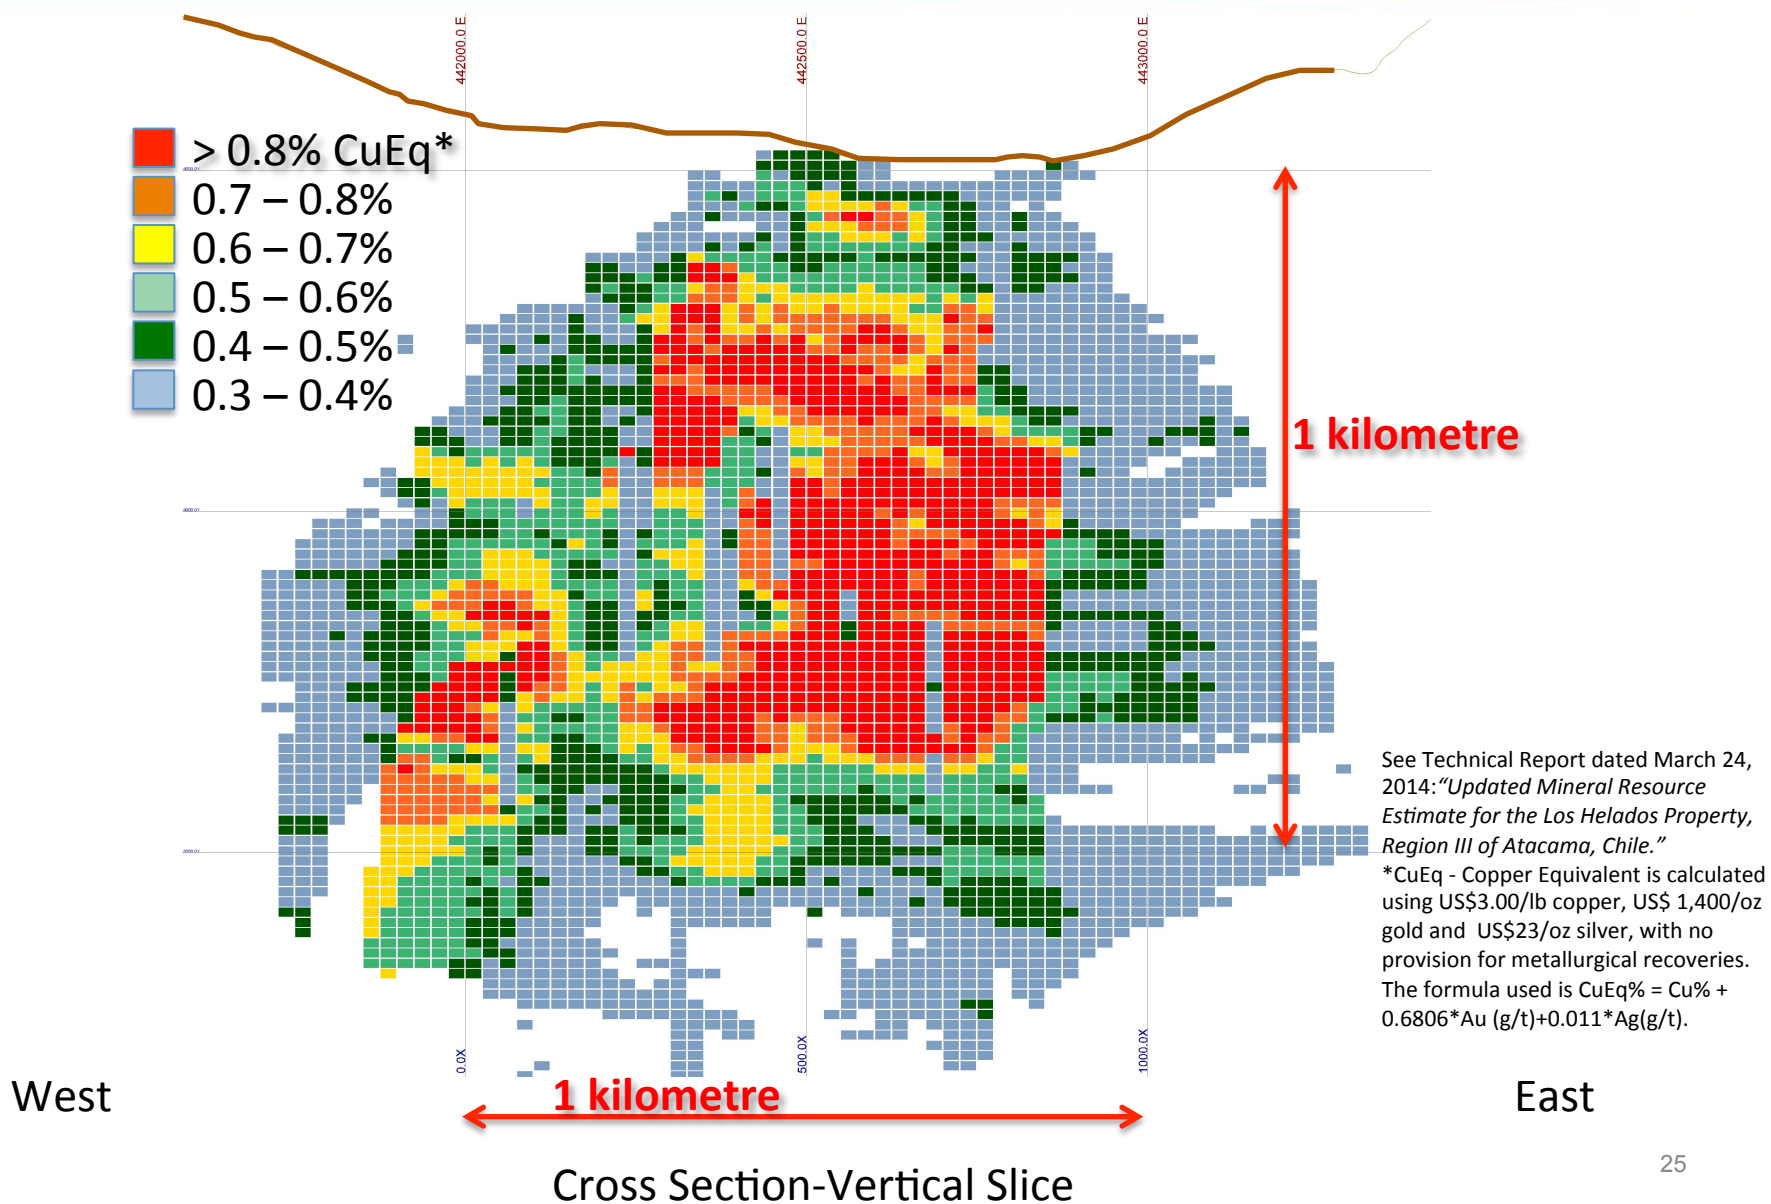 442000.0 E
442500.0 E
443000.0 E
> 0.8% CuEq*
0.7 – 0.8%
0.6 – 0.7%
0.5 – 0.6%
0.4 – 0.5%
0.3 – 0.4%
1 kilometre
See Technical Report dated March 24,
2014:“Updated Mineral Resource
Estimate for the Los Helados Property,
Region III of Atacama, Chile.”
*CuEq - Copper Equivalent is calculated
using US$3.00/lb copper, US$ 1,400/oz
gold and US$23/oz silver, with no
provision for metallurgical recoveries.
The formula used is CuEq% = Cu% +
0.6806*Au (g/t)+0.011*Ag(g/t).
0.0X
500.0X
1000.0X
West
1 kilometre
East
Cross Section-Vertical Slice
25